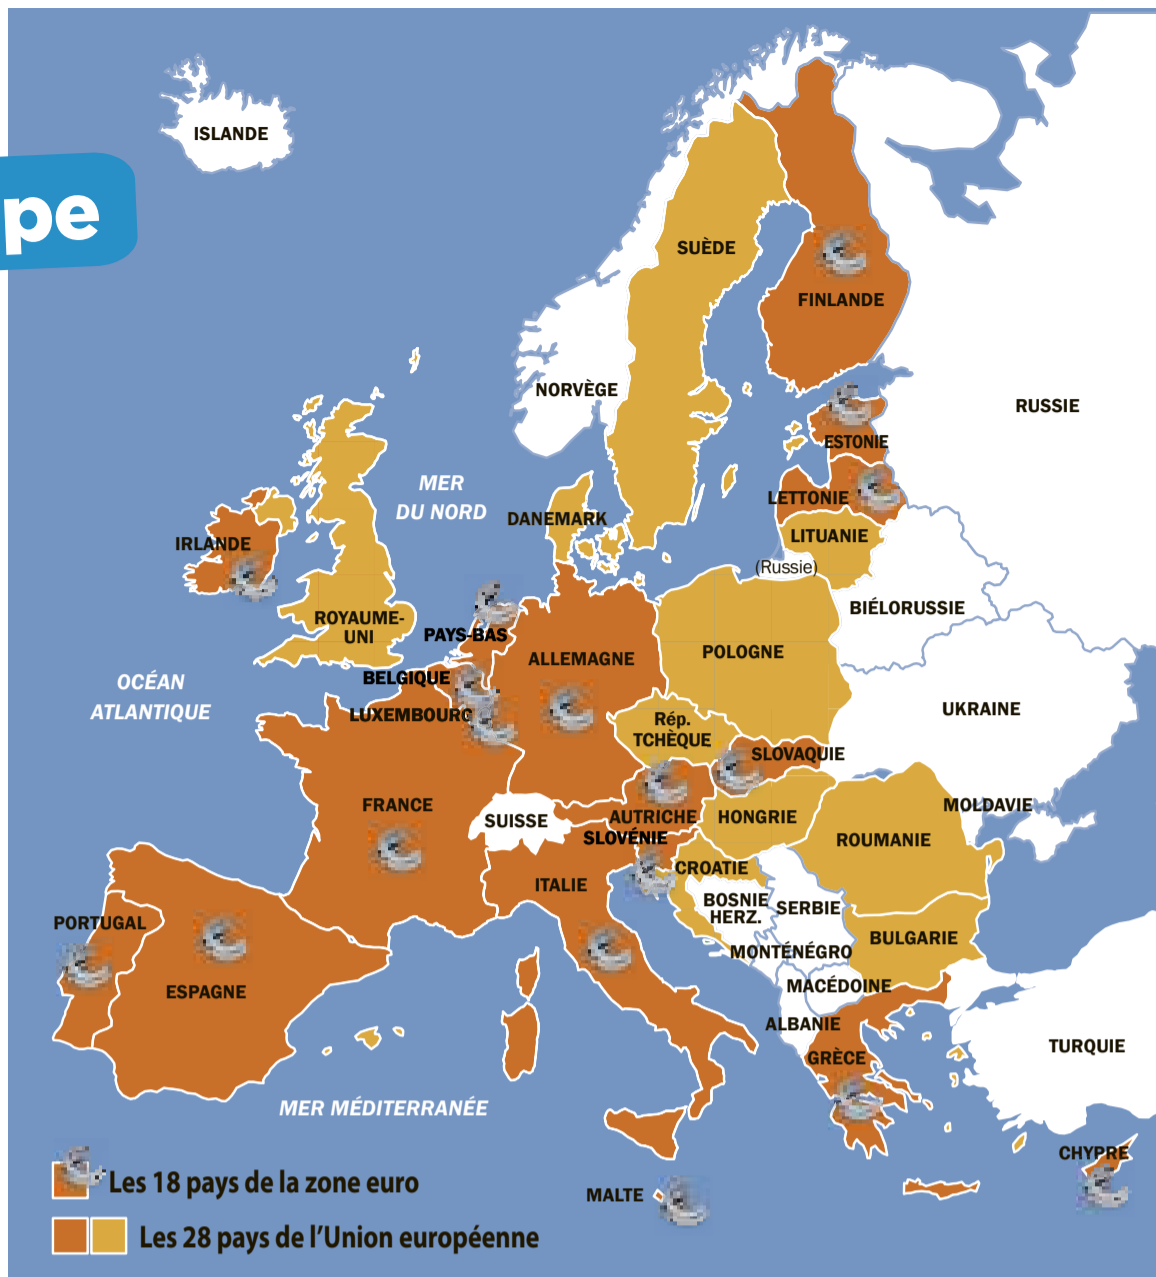 ISLANDE
pe
SUÈDE
FINLANDE
NORVÈGE
RUSSIE
ESTONIE
MER
DU NORD
LETTONIE
DANEMARK
LITUANIE
IRLANDE
(Russie)
BIÉLORUSSIE
ROYAUME-
UNI
PAYS-BAS
ALLEMAGNE
POLOGNE
BELGIQUE
OCÉAN
ATLANTIQUE
LUXEMBOURG
UKRAINE
Rép.
TCHÈQUE
SLOVAQUIE
FRANCE
MOLDAVIE
SUISSE
AUTRICHE
HONGRIE
SLOVÉNIE
ROUMANIE
CROATIE
ITALIE
BOSNIE
HERZ.
SERBIE
PORTUGAL
BULGARIE
MONTÉNÉGRO
ESPAGNE
MACÉDOINE
ALBANIE
TURQUIE
GRÈCE
MER MÉDITERRANÉE
CHYPRE
Les 18 pays de la zone euro
MALTE
Les 28 pays de l'Union européenne